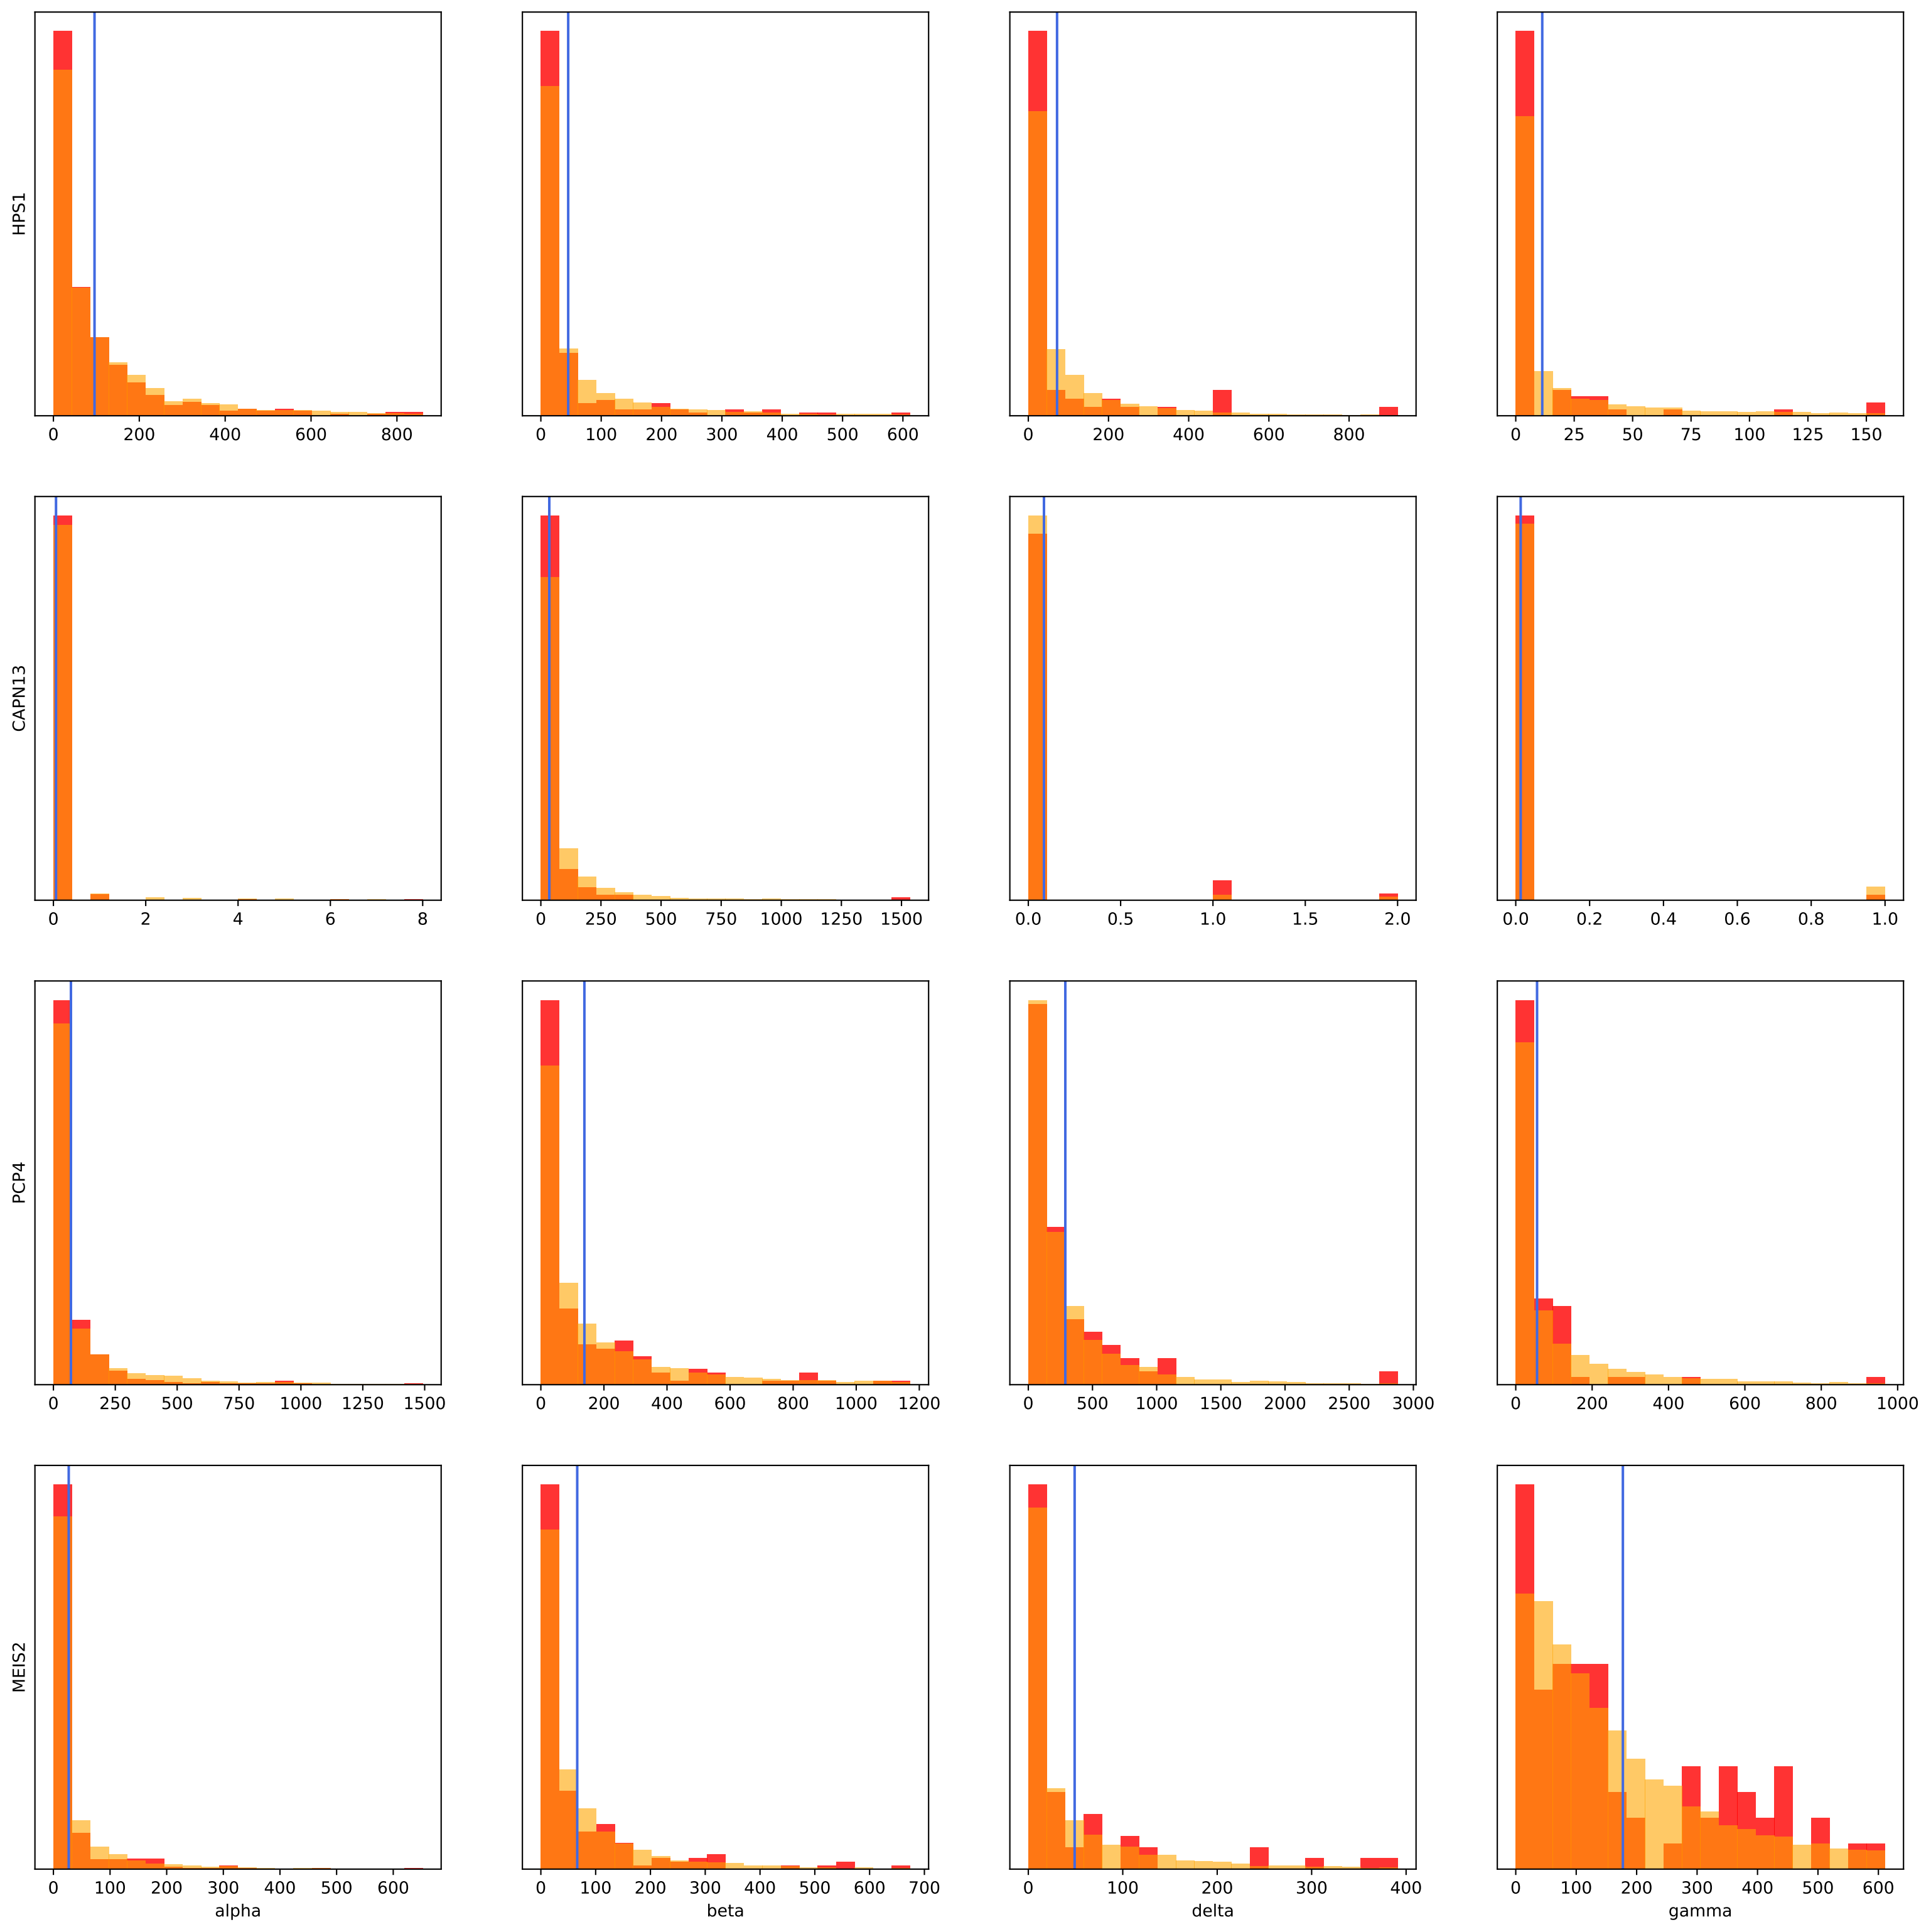 HPS1
0 200 400 600 800
0 100 200 300 400 500 600
0 200 400 600 800
0 25 50 75 100 125 150
CAPN13
0 2 4 6 8
0 250 500 750 1000 1250 1500
0.0 0.5 1.0 1.5 2.0
0.0 0.2 0.4 0.6 0.8 1.0
PCP4
0 250 500 750 1000 1250 1500
0 200 400 600 800 1000 1200
0 500 1000 1500 2000 2500 3000
0 200 400 600 800 1000
MEIS2
0 100 200 300 400 500 600
alpha
0 100 200 300 400 500 600 700
beta
0 100 200 300 400
delta
0 100 200 300 400 500 600
gamma